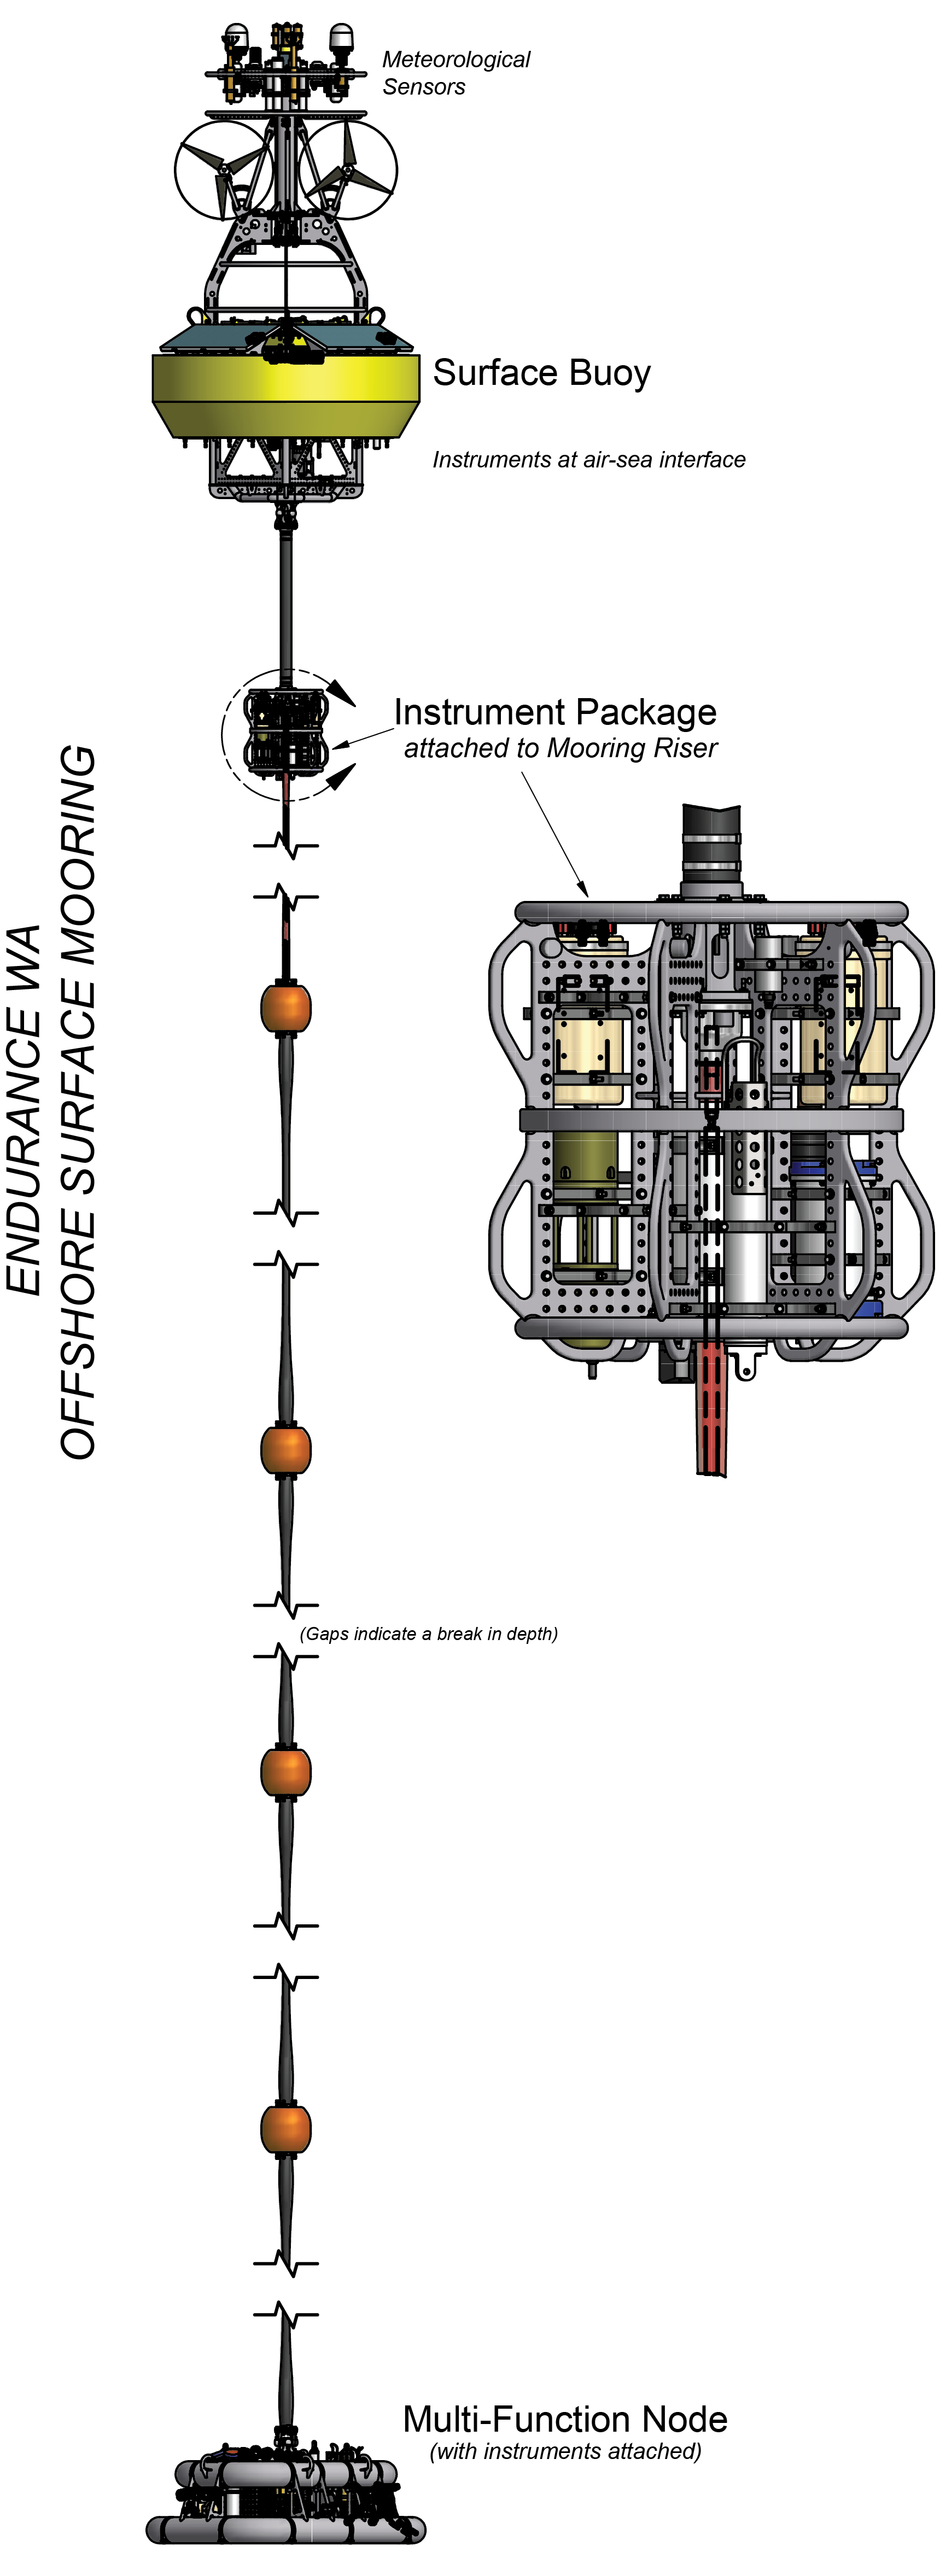 Meteorological
Sensors
Surface Buoy
Instruments at air-sea interface
Instrument Package
attached to Mooring Riser
ENDURANCE WA
OFFSHORE SURFACE MOORING
(Gaps indicate a break in depth)
Multi-Function Node
(with instruments attached)